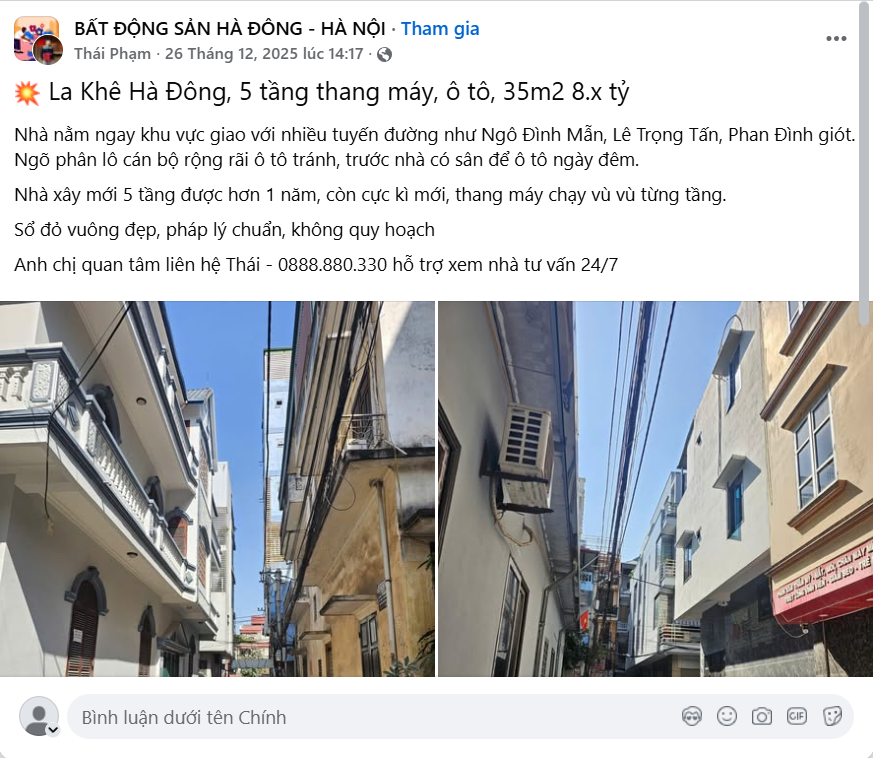 BẤT ĐỘNG SẢN HÀ ĐÔNG - HÀ NỘI · Tham gia
Thái Phạm · 26 Tháng 12, 2025 lúc 14:17 ·
💥 La Khê Hà Đông, 5 tầng thang máy, ô tô, 35m2 8.x tỷ
Nhà nằm ngay khu vực giao với nhiều tuyến đường như Ngô Đình Mẫn, Lê Trọng Tấn, Phan Đình giót.
Ngõ phân lô cán bộ rộng rãi ô tô tránh, trước nhà có sân để ô tô ngày đêm.
Nhà xây mới 5 tầng được hơn 1 năm, còn cực kì mới, thang máy chạy vù vù từng tầng.
Sổ đỏ vuông đẹp, pháp lý chuẩn, không quy hoạch
Anh chị quan tâm liên hệ Thái - 0888.880.330 hỗ trợ xem nhà tư vấn 24/7
Bình luận dưới tên Chính
GIF